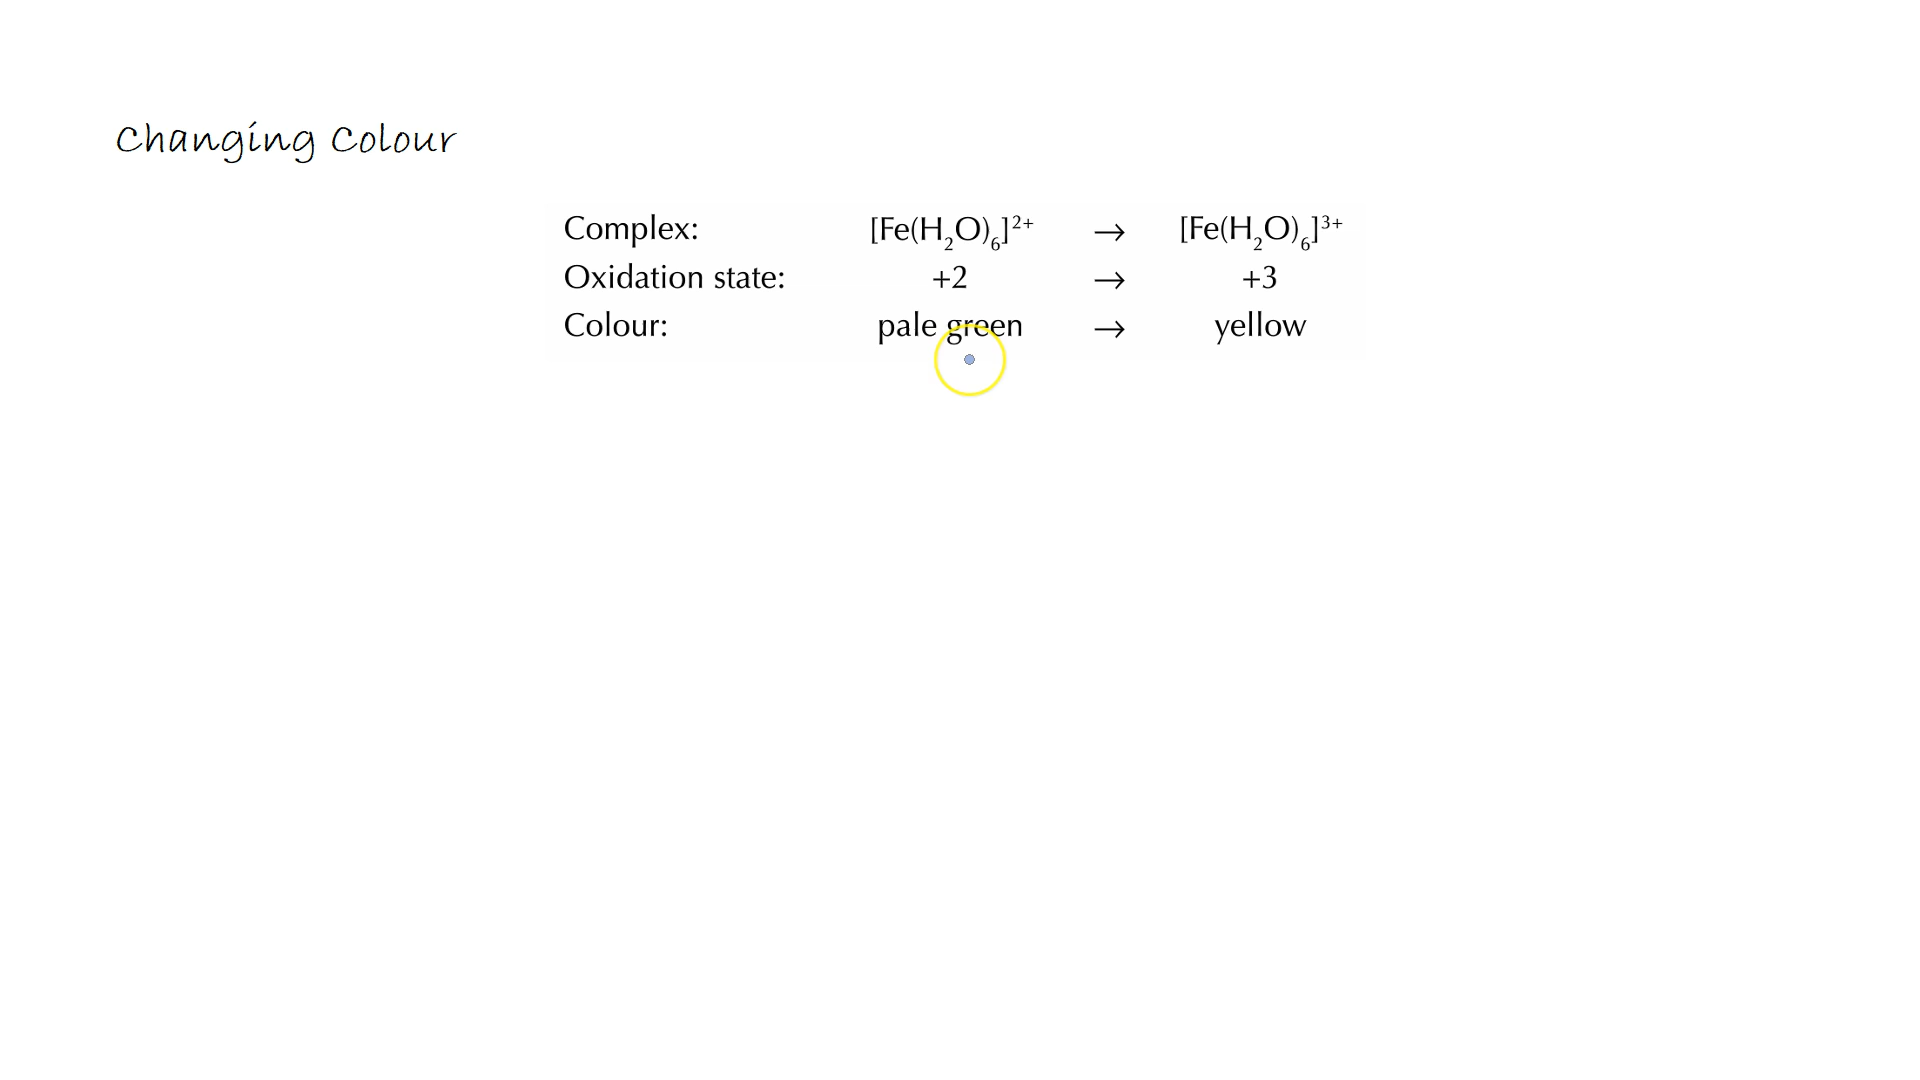 Changing Colour
Complex: [Fe(H₂O)₆]²⁺ → [Fe(H₂O)₆]³⁺
Oxidation state: +2 → +3
Colour: pale green → yellow